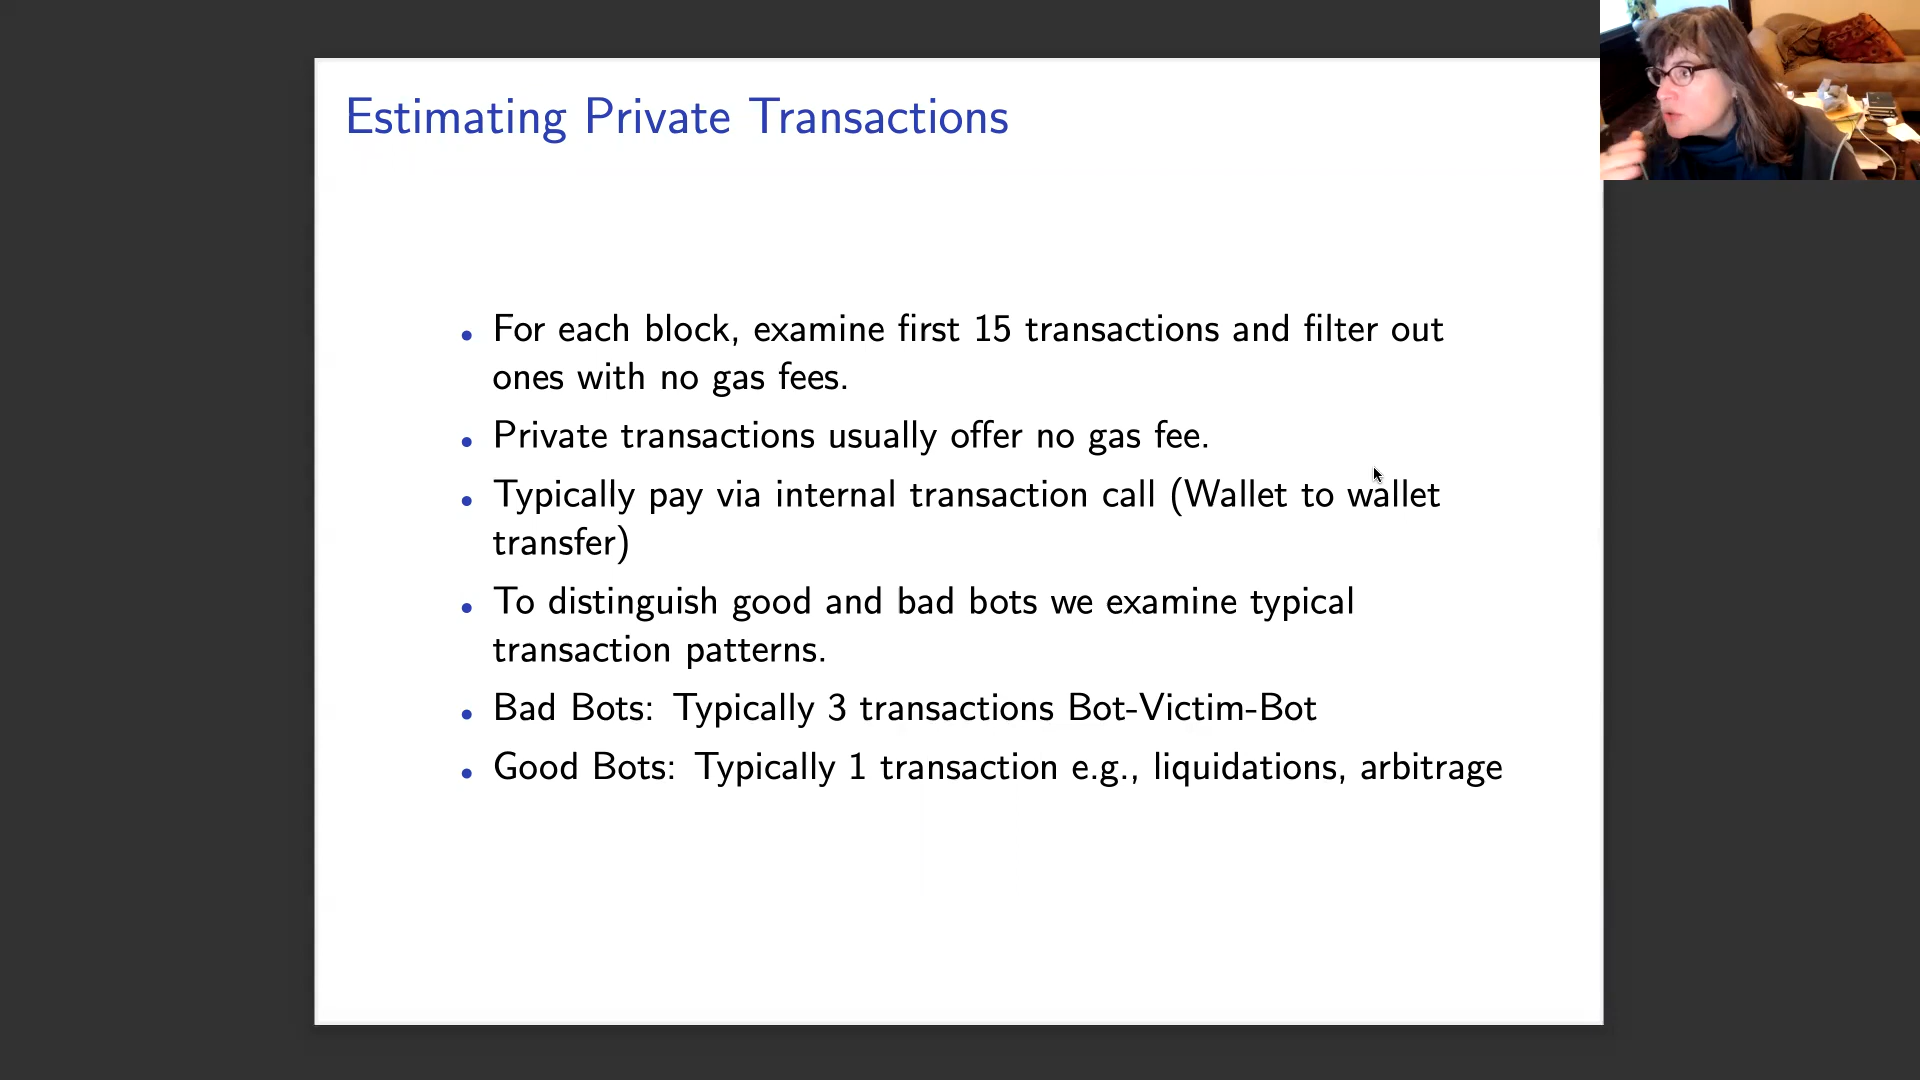 Estimating Private Transactions
• For each block, examine first 15 transactions and filter out
ones with no gas fees.
• Private transactions usually offer no gas fee.
• Typically pay via internal transaction call (Wallet to wallet
transfer)
• To distinguish good and bad bots we examine typical
transaction patterns.
• Bad Bots: Typically 3 transactions Bot-Victim-Bot
• Good Bots: Typically 1 transaction e.g., liquidations, arbitrage